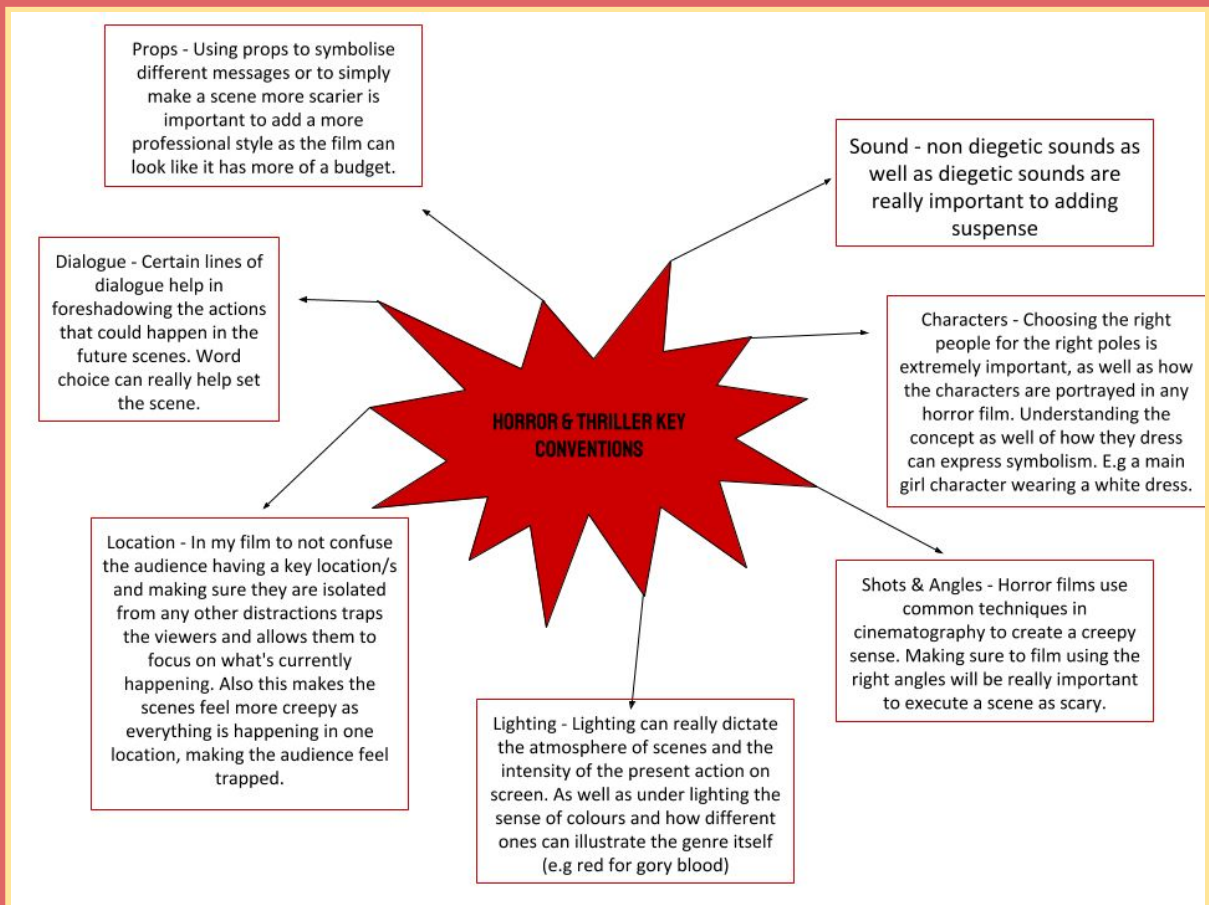 Props - Using props to symbolise
different messages or to simply
make a scene more scarier is
important to add a more
professional style as the film can
look like it has more of a budget.
Sound - non diegetic sounds as
well as diegetic sounds are
really important to adding
suspense
Dialogue - Certain lines of
dialogue help in
foreshadowing the actions
that could happen in the
future scenes. Word
choice can really help set
the scene.
Characters - Choosing the right
people for the right poles is
extremely important, as well as how
the characters are portrayed in any
horror film. Understanding the
concept as well of how they dress
can express symbolism. E.g a main
girl character wearing a white dress.
HORROR & THRILLER KEY
CONVENTIONS
Location - In my film to not confuse
the audience having a key location/s
and making sure they are isolated
from any other distractions traps
the viewers and allows them to
focus on what's currently
happening. Also this makes the
scenes feel more creepy as
everything is happening in one
location, making the audience feel
trapped.
Shots & Angles - Horror films use
common techniques in
cinematography to create a creepy
sense. Making sure to film using the
right angles will be really important
to execute a scene as scary.
Lighting - Lighting can really dictate
the atmosphere of scenes and the
intensity of the present action on
screen. As well as under lighting the
sense of colours and how different
ones can illustrate the genre itself
(e.g red for gory blood)